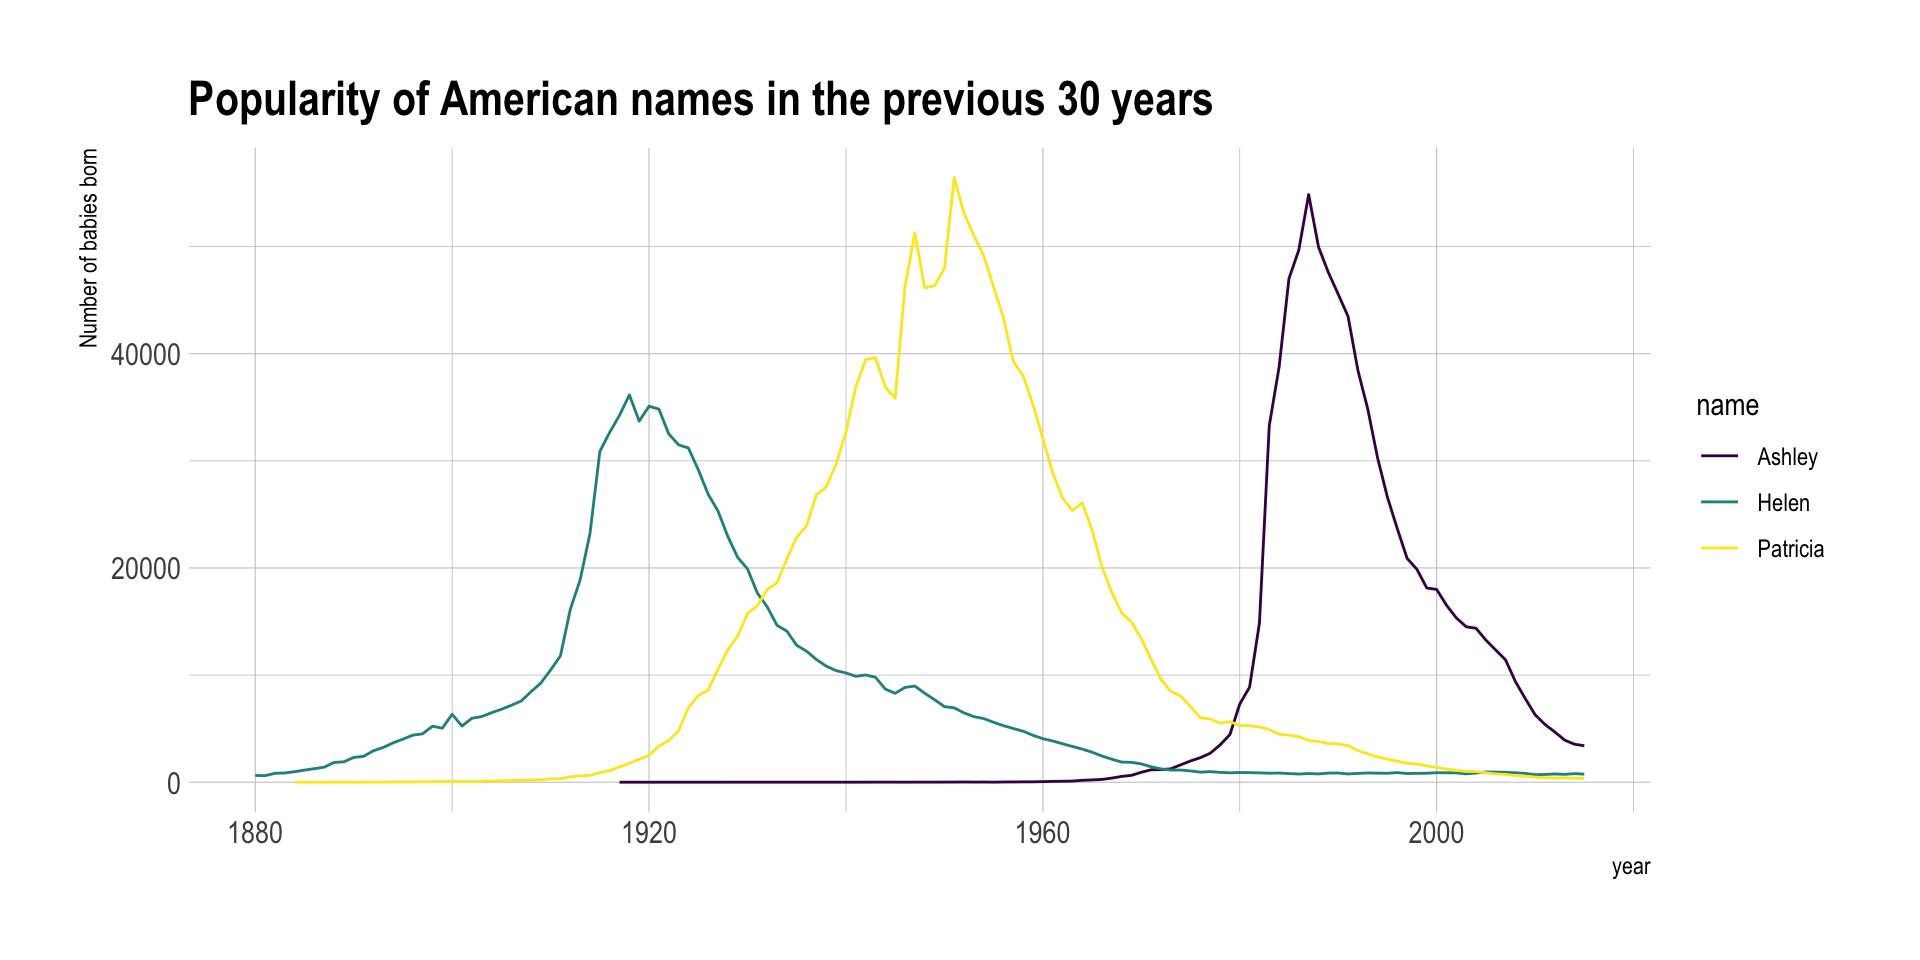 Popularity of American names in the previous 30 years
Number of babies born
40000
20000
0
1880
1920
1960
2000
year
name
Ashley
Helen
Patricia